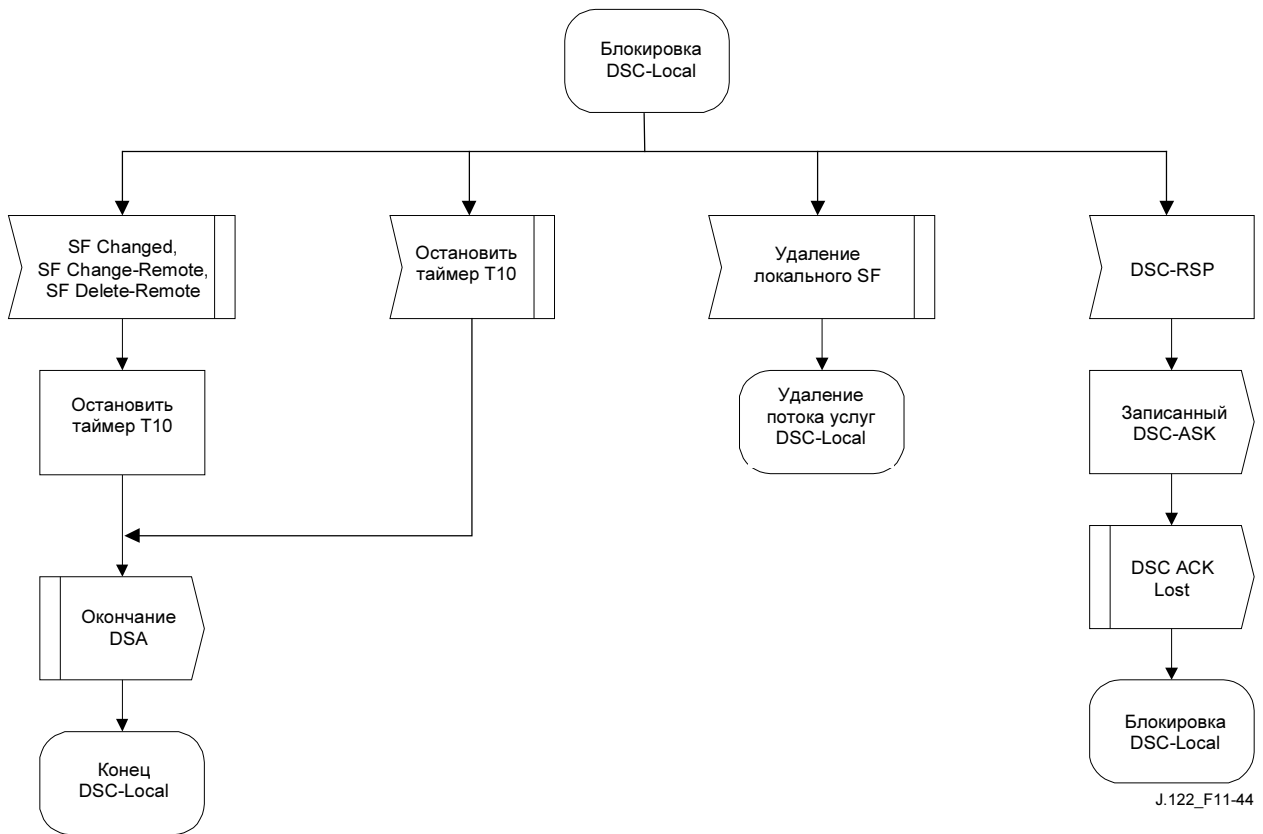 Блокировка
DSC-Local
SF Changed,
SF Change-Remote,
SF Delete-Remote
Остановить
таймер T10
Удаление
локального SF
DSC-RSP
Остановить
таймер T10
Удаление
потока услуг
DSC-Local
Записанный
DSC-ASK
Окончание
DSA
DSC ACK
Lost
Конец
DSC-Local
Блокировка
DSC-Local
J.122_F11-44